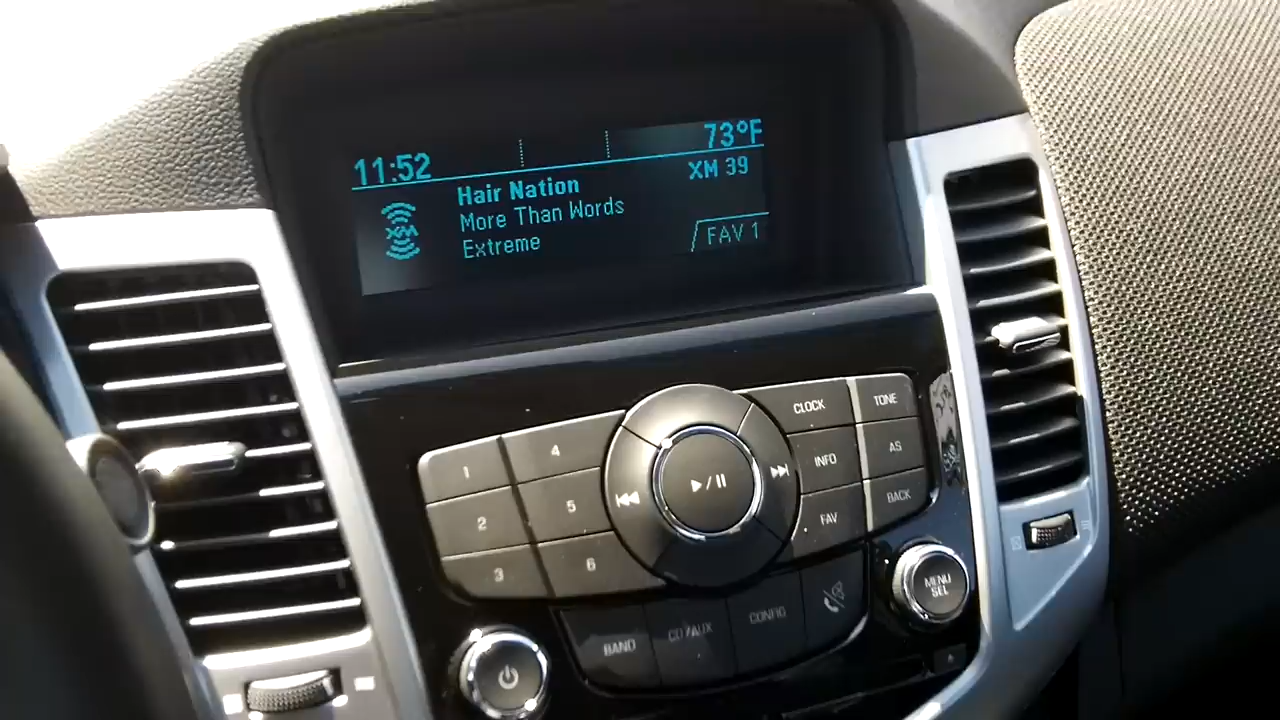 11:52 73°F
Hair Nation XM 39
XM More Than Words
Extreme FAV 1
1 4 CLOCK TONE
2 5 INFO AS
3 6 FAV BACK
BAND CD/AUX CONFIG
MENU
SEL